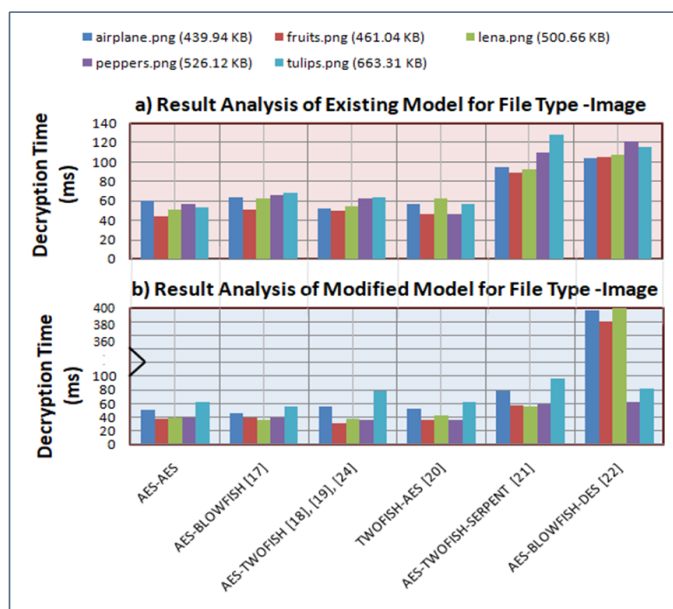 airplane.png (439.94 KB) fruits.png (461.04 KB) lena.png (500.66 KB)
peppers.png (526.12 KB) tulips.png (663.31 KB)
a) Result Analysis of Existing Model for File Type -Image
Decryption Time
(ms)
140
120
100
80
60
40
20
0
b) Result Analysis of Modified Model for File Type -Image
Decryption Time
(ms)
400
380
360
100
80
60
40
20
0
AES-AES
AES-BLOWFISH [17]
AES-TWOFISH [18], [19], [24]
TWOFISH-AES [20]
AES-TWOFISH-SERPENT [21]
AES-BLOWFISH-DES [22]